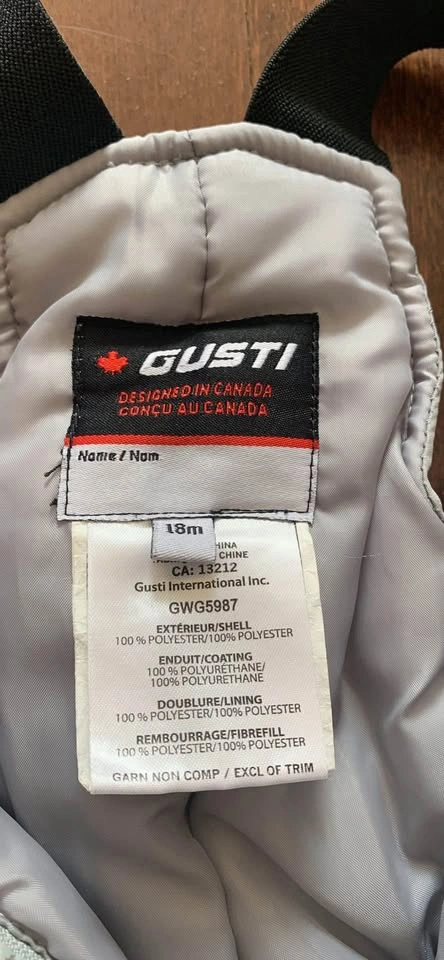 GUSTI
DESIGNED IN CANADA
CONÇU AU CANADA
Name / Nom
18m
CHINE
CA: 13212
Gusti International Inc.
GWG5987
EXTÉRIEUR/SHELL
100 % POLYESTER/100% POLYESTER
ENDUIT/COATING
100 % POLYURETHANE/
100% POLYURETHANE
DOUBLURE/LINING
100 % POLYESTER/100% POLYESTER
REMBOURRAGE/FIBREFILL
100 % POLYESTER/100% POLYESTER
GARN NON COMP / EXCL OF TRIM